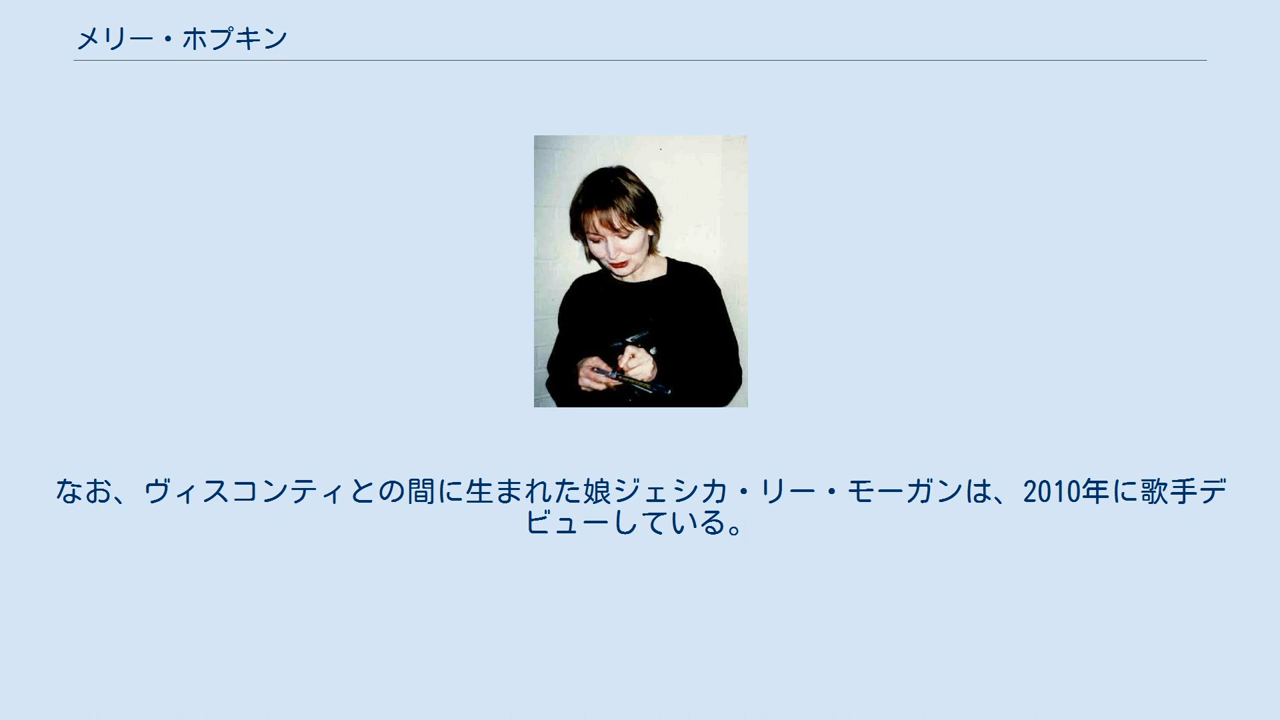 メリー・ホプキン
なお、ヴィスコンティとの間に生まれた娘ジェシカ・リー・モーガンは、2010年に歌手デ
ビューしている。